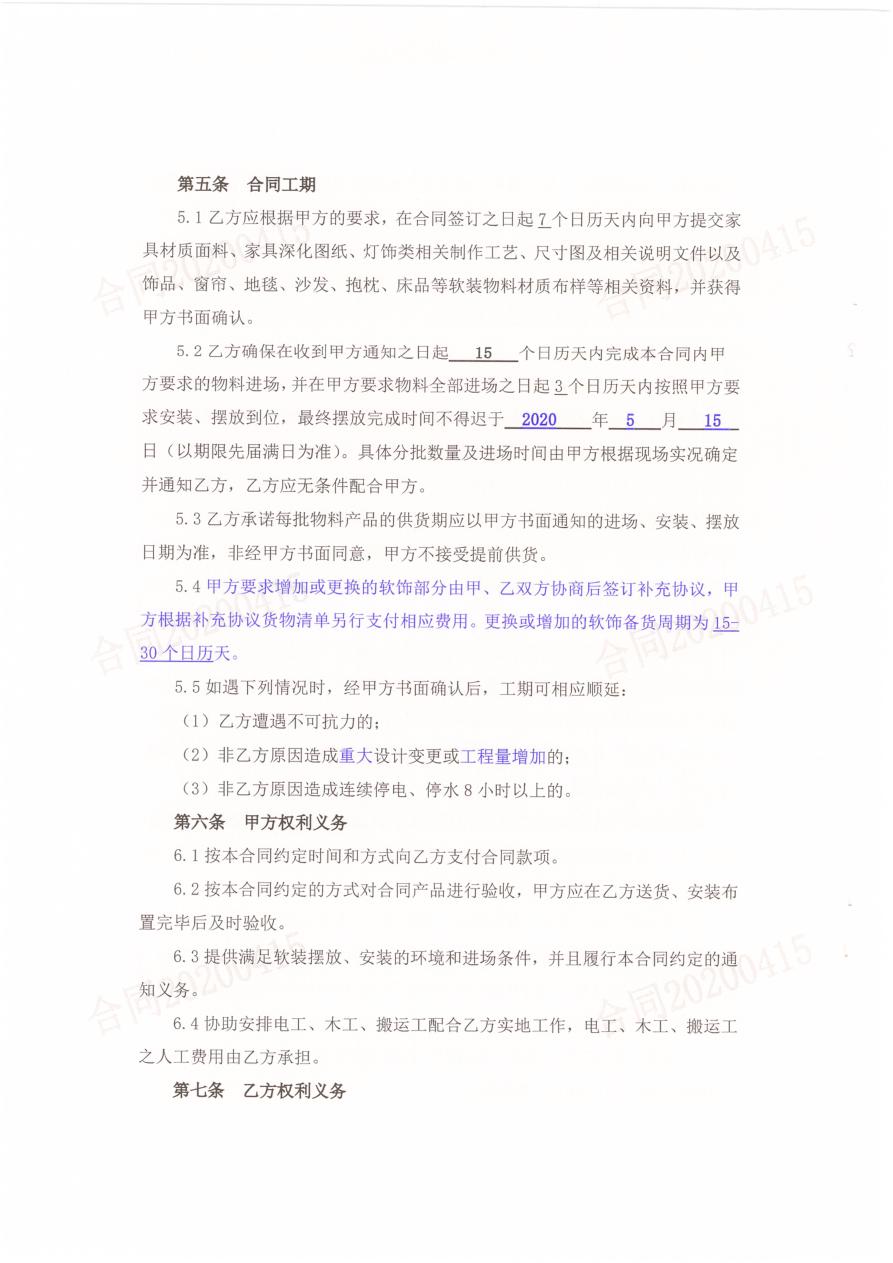 第五条 合同工期
5.1 乙方应根据甲方的要求，在合同签订之日起 7 个日历天内向甲方提交家
具材质面料、家具深化图纸、灯饰类相关制作工艺、尺寸图及相关说明文件以及
饰品、窗帘、地毯、沙发、抱枕、床品等软装物料材质布样等相关资料，并获得
甲方书面确认。
5.2 乙方确保在收到甲方通知之日起 15 个日历天内完成本合同内甲
方要求的物料进场，并在甲方要求物料全部进场之日起 3 个日历天内按照甲方要
求安装、摆放到位，最终摆放完成时间不得迟于 2020 年 5 月 15
日（以期限先届满日为准）。具体分批数量及进场时间由甲方根据现场实况确定
并通知乙方，乙方应无条件配合甲方。
5.3 乙方承诺每批物料产品的供货期应以甲方书面通知的进场、安装、摆放
日期为准，非经甲方书面同意，甲方不接受提前供货。
5.4 甲方要求增加或更换的软饰部分由甲、乙双方协商后签订补充协议，甲
方根据补充协议货物清单另行支付相应费用。更换或增加的软饰备货周期为 15-
30 个日历天。
5.5 如遇下列情况时，经甲方书面确认后，工期可相应顺延：
（1）乙方遭遇不可抗力的；
（2）非乙方原因造成重大设计变更或工程量增加的；
（3）非乙方原因造成连续停电、停水 8 小时以上的。
第六条 甲方权利义务
6.1 按本合同约定时间和方式向乙方支付合同款项。
6.2 按本合同约定的方式对合同产品进行验收，甲方应在乙方送货、安装布
置完毕后及时验收。
6.3 提供满足软装摆放、安装的环境和进场条件，并且履行本合同约定的通
知义务。
6.4 协助安排电工、木工、搬运工配合乙方实地工作，电工、木工、搬运工
之人工费用由乙方承担。
第七条 乙方权利义务
合同20200415
合同20200415
合同20200415
合同20200415
合同20200415
合同20200415